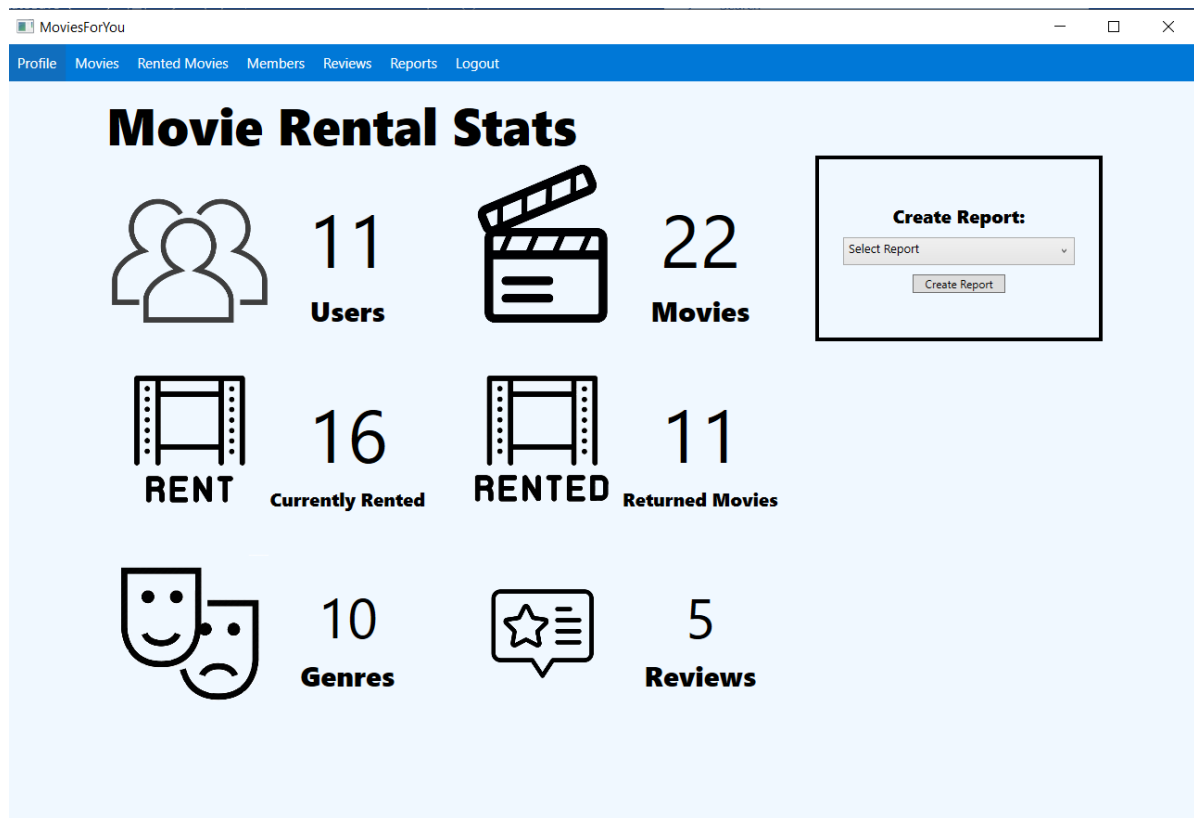 MoviesForYou
Profile Movies Rented Movies Members Reviews Reports Logout
Movie Rental Stats
11
Users
22
Movies
Create Report:
Select Report
Create Report
RENT
16
Currently Rented
RENTED
11
Returned Movies
10
Genres
5
Reviews